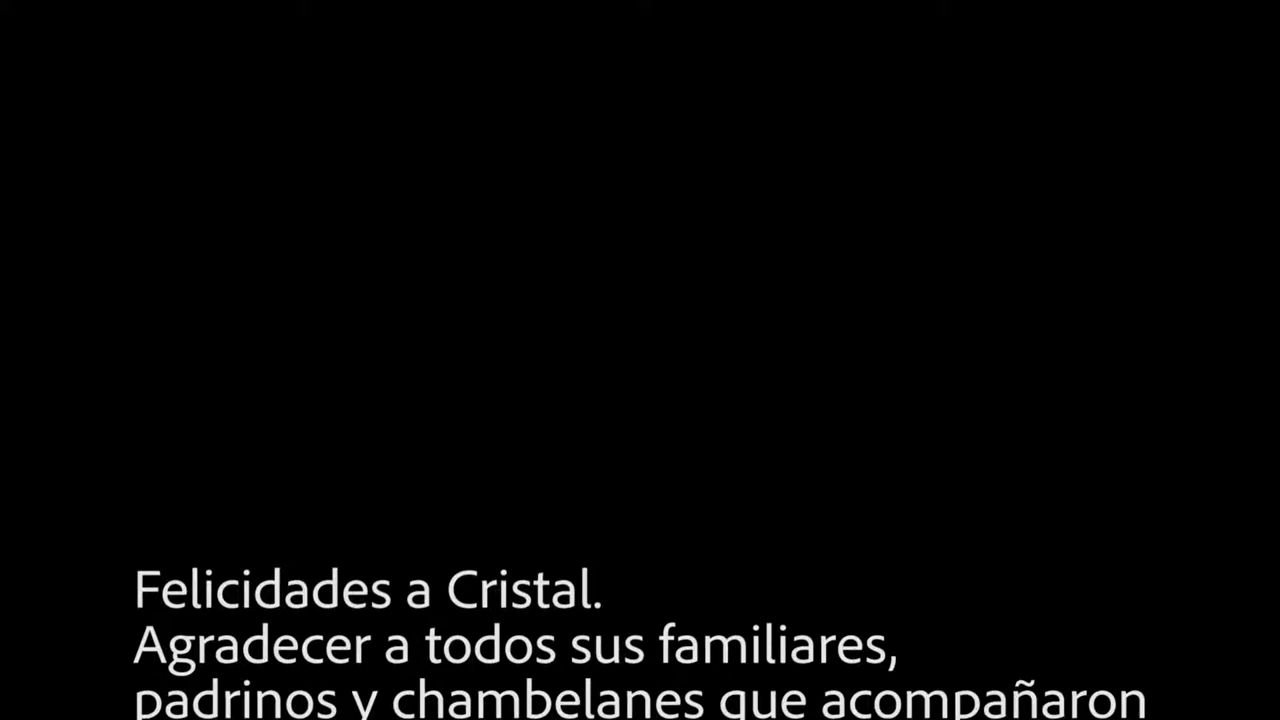 Felicidades a Cristal.
Agradecer a todos sus familiares,
padrinos y chambelanes que acompañaron